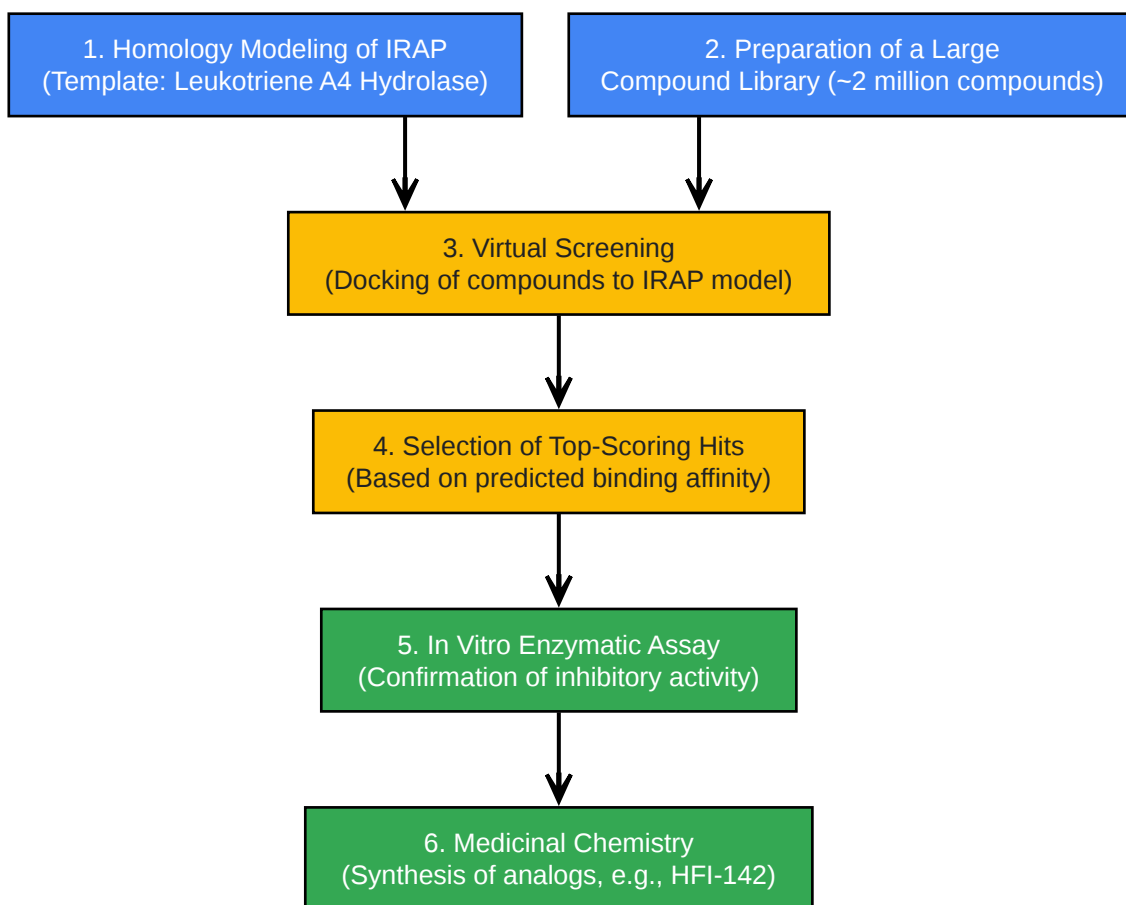 1. Homology Modeling of IRAP
(Template: Leukotriene A4 Hydrolase)
2. Preparation of a Large
Compound Library (~2 million compounds)
3. Virtual Screening
(Docking of compounds to IRAP model)
4. Selection of Top-Scoring Hits
(Based on predicted binding affinity)
5. In Vitro Enzymatic Assay
(Confirmation of inhibitory activity)
6. Medicinal Chemistry
(Synthesis of analogs, e.g., HFI-142)